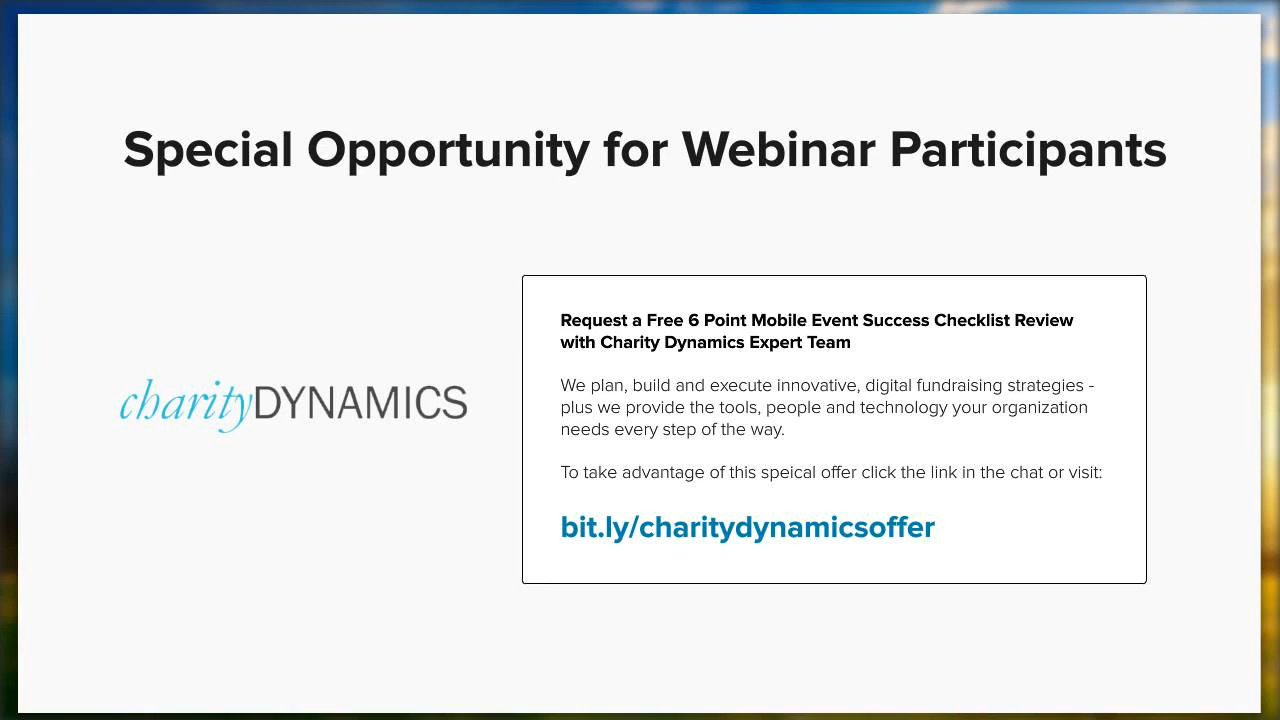 Special Opportunity for Webinar Participants
charityDYNAMICS
Request a Free 6 Point Mobile Event Success Checklist Review
with Charity Dynamics Expert Team
We plan, build and execute innovative, digital fundraising strategies -
plus we provide the tools, people and technology your organization
needs every step of the way.
To take advantage of this speical offer click the link in the chat or visit:
bit.ly/charitydynamicsoffer